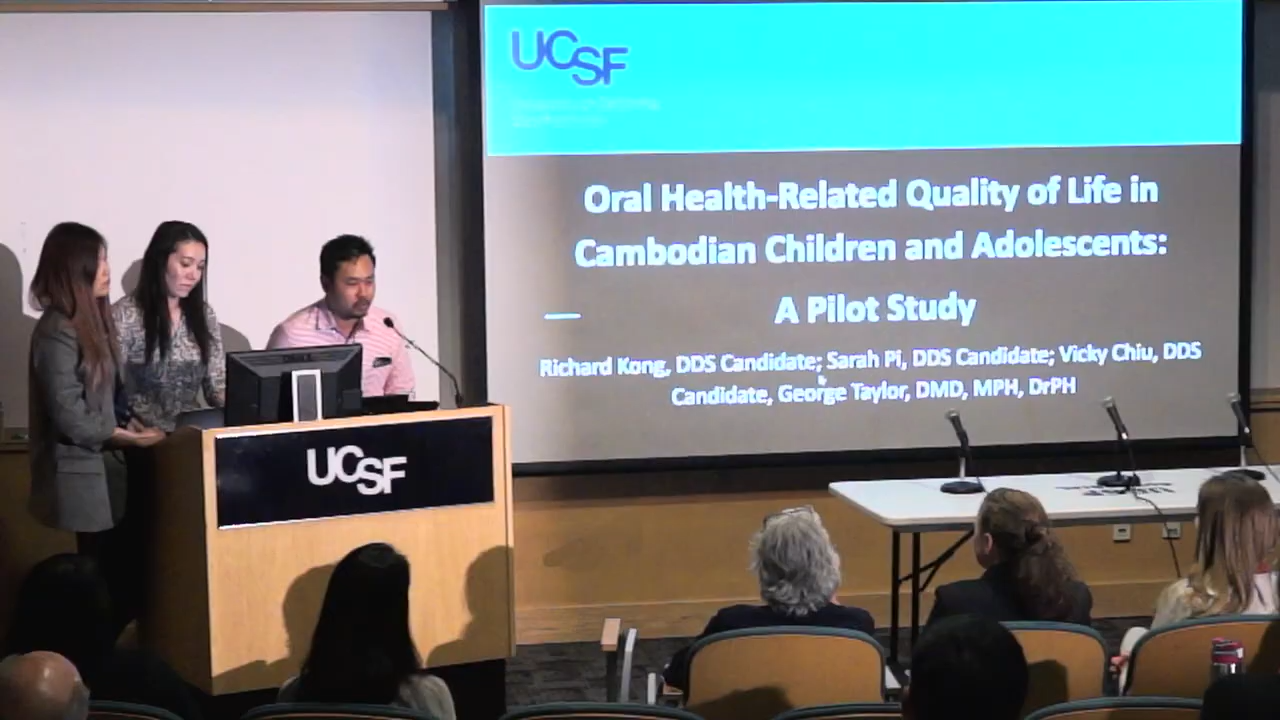 UCSF
Oral Health-Related Quality of Life in
Cambodian Children and Adolescents:
A Pilot Study
Richard Kong, DDS Candidate; Sarah Pi, DDS Candidate; Vicky Chiu, DDS
Candidate, George Taylor, DMD, MPH, DrPH
UCSF